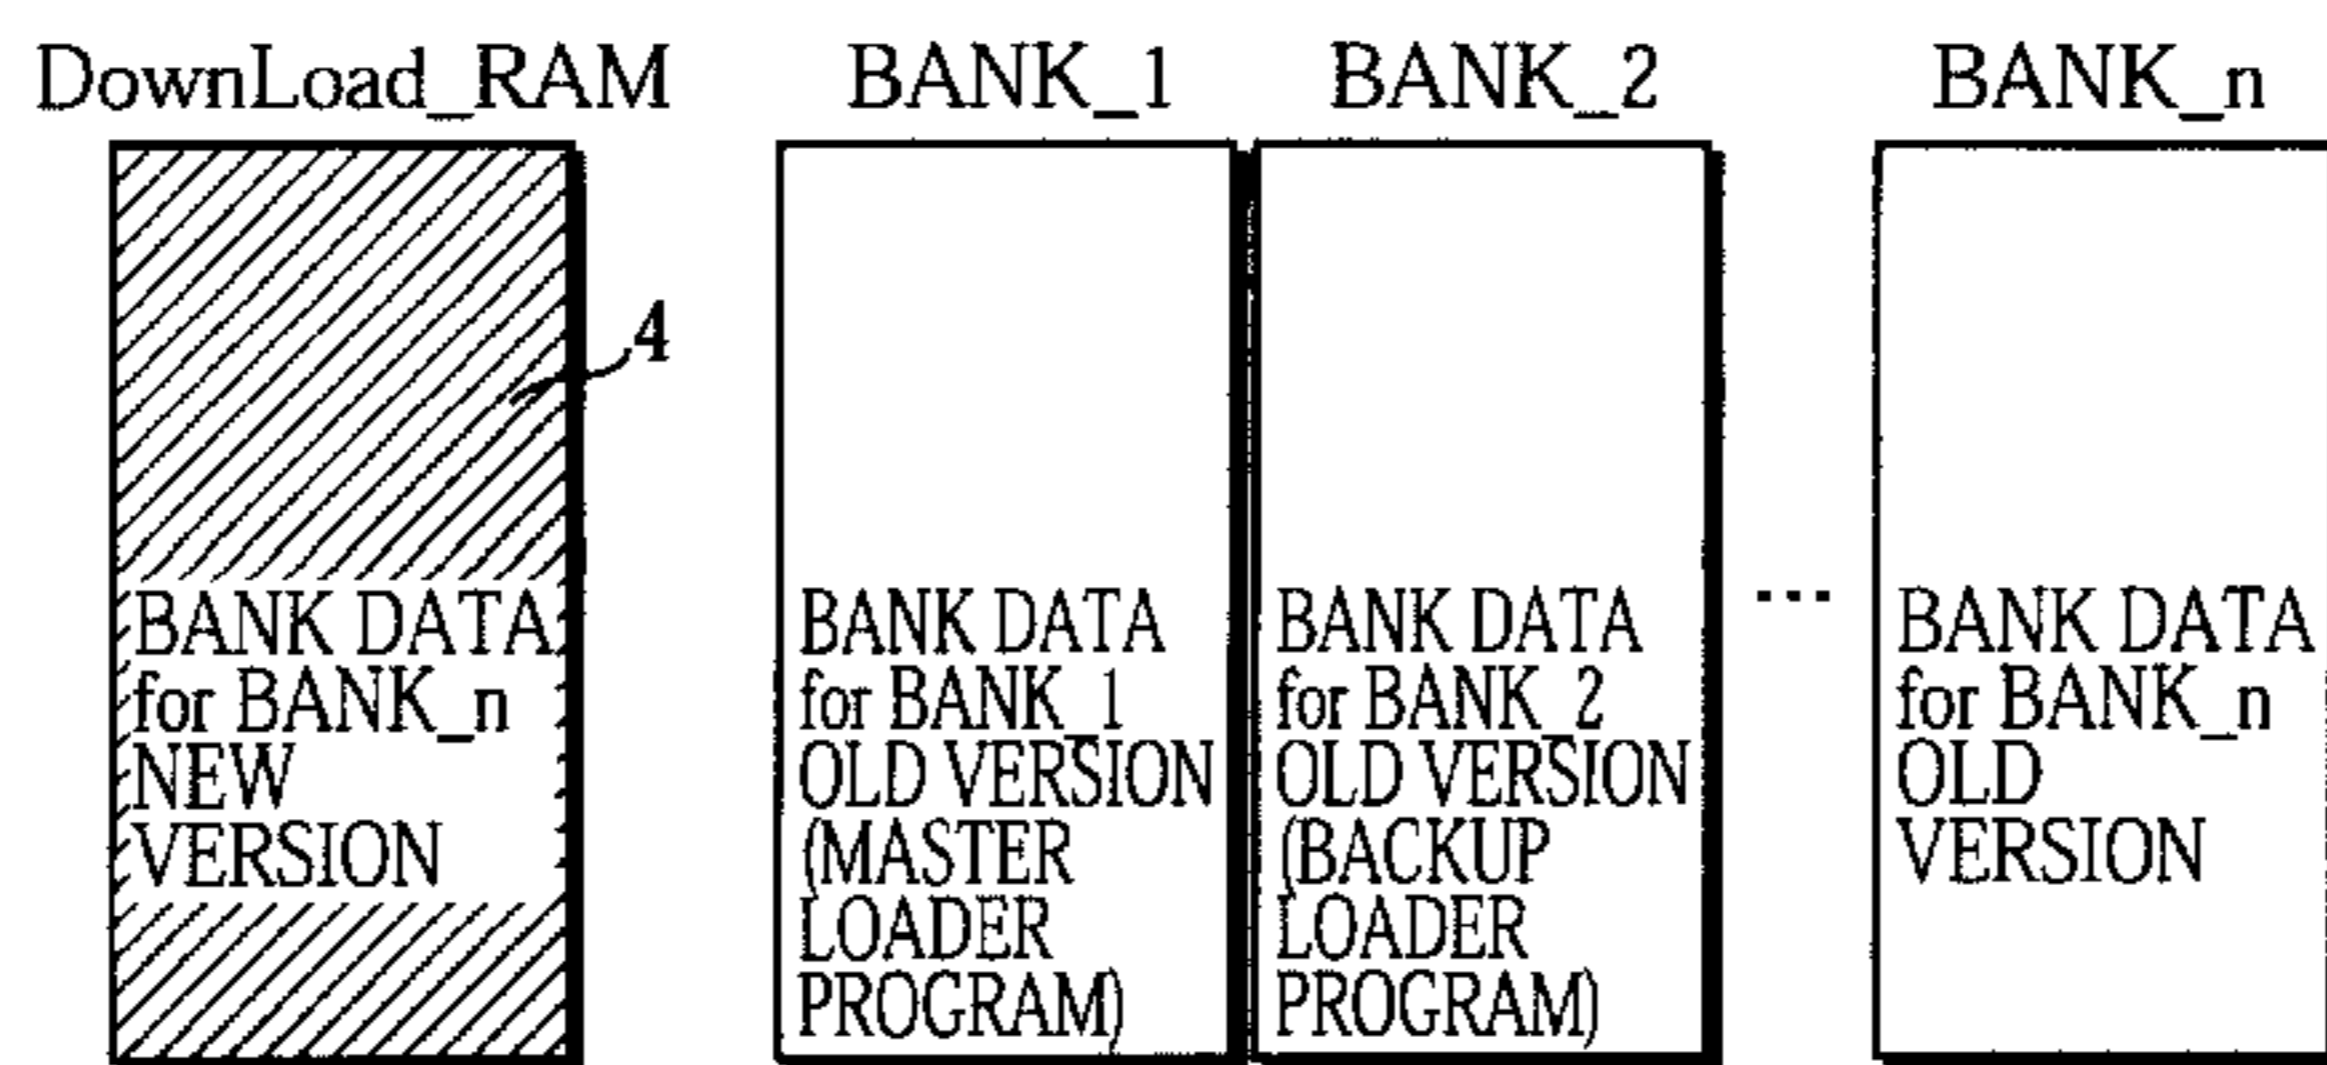 DownLoad_RAM
BANK_1
BANK_2
BANK_n
4
BANK DATA
for BANK_n
NEW
VERSION
BANK DATA
for BANK_1
OLD VERSION
(MASTER
LOADER
PROGRAM)
BANK DATA
for BANK_2
OLD VERSION
(BACKUP
LOADER
PROGRAM)
...
BANK DATA
for BANK_n
OLD
VERSION